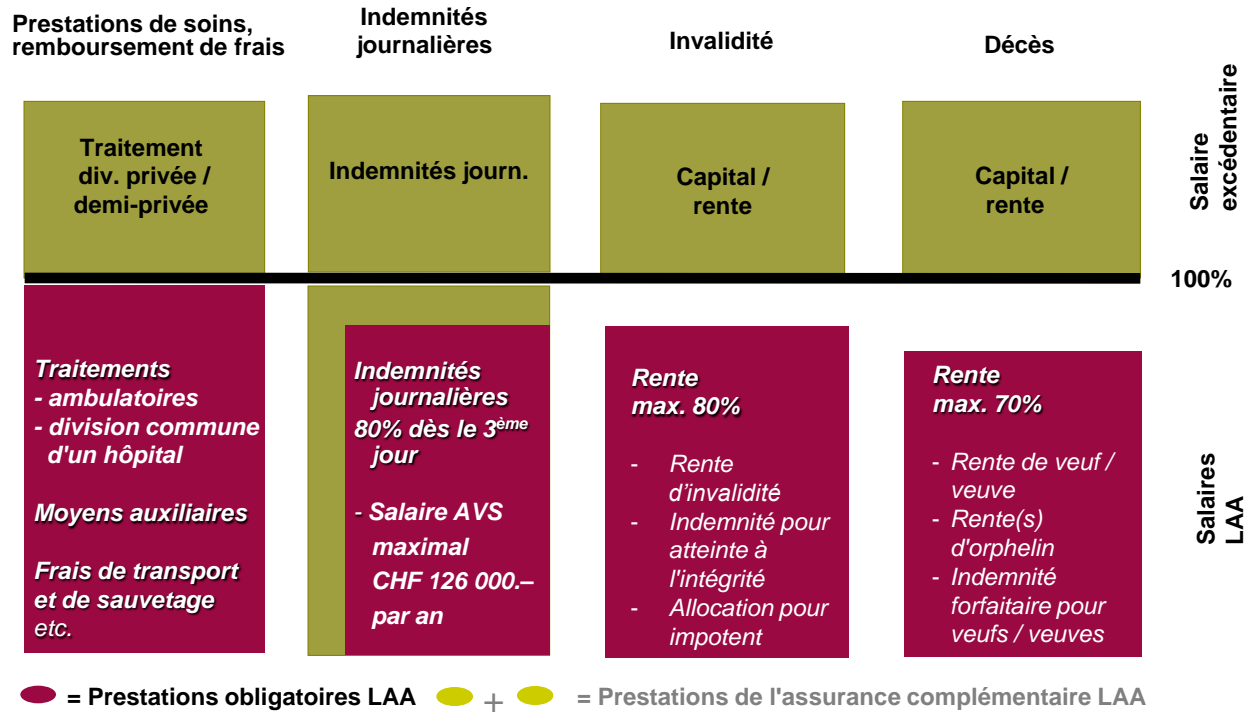 Prestations de soins,
remboursement de frais
Indemnités
journalières
Invalidité
Décès
Traitement
div. privée /
demi-privée
Indemnités journ.
Capital /
rente
Capital /
rente
Salaire
excédentaire
100%
Traitements
- ambulatoires
- division commune
d'un hôpital
Moyens auxiliaires
Frais de transport
et de sauvetage
etc.
Indemnités
journalières
80% dès le 3ème
jour
- Salaire AVS
maximal
CHF 126 000.–
par an
Rente
max. 80%
- Rente
d’invalidité
- Indemnité pour
atteinte à
l'intégrité
- Allocation pour
impotent
Rente
max. 70%
- Rente de veuf /
veuve
- Rente(s)
d'orphelin
- Indemnité
forfaitaire pour
veufs / veuves
Salaires
LAA
= Prestations obligatoires LAA + = Prestations de l'assurance complémentaire LAA